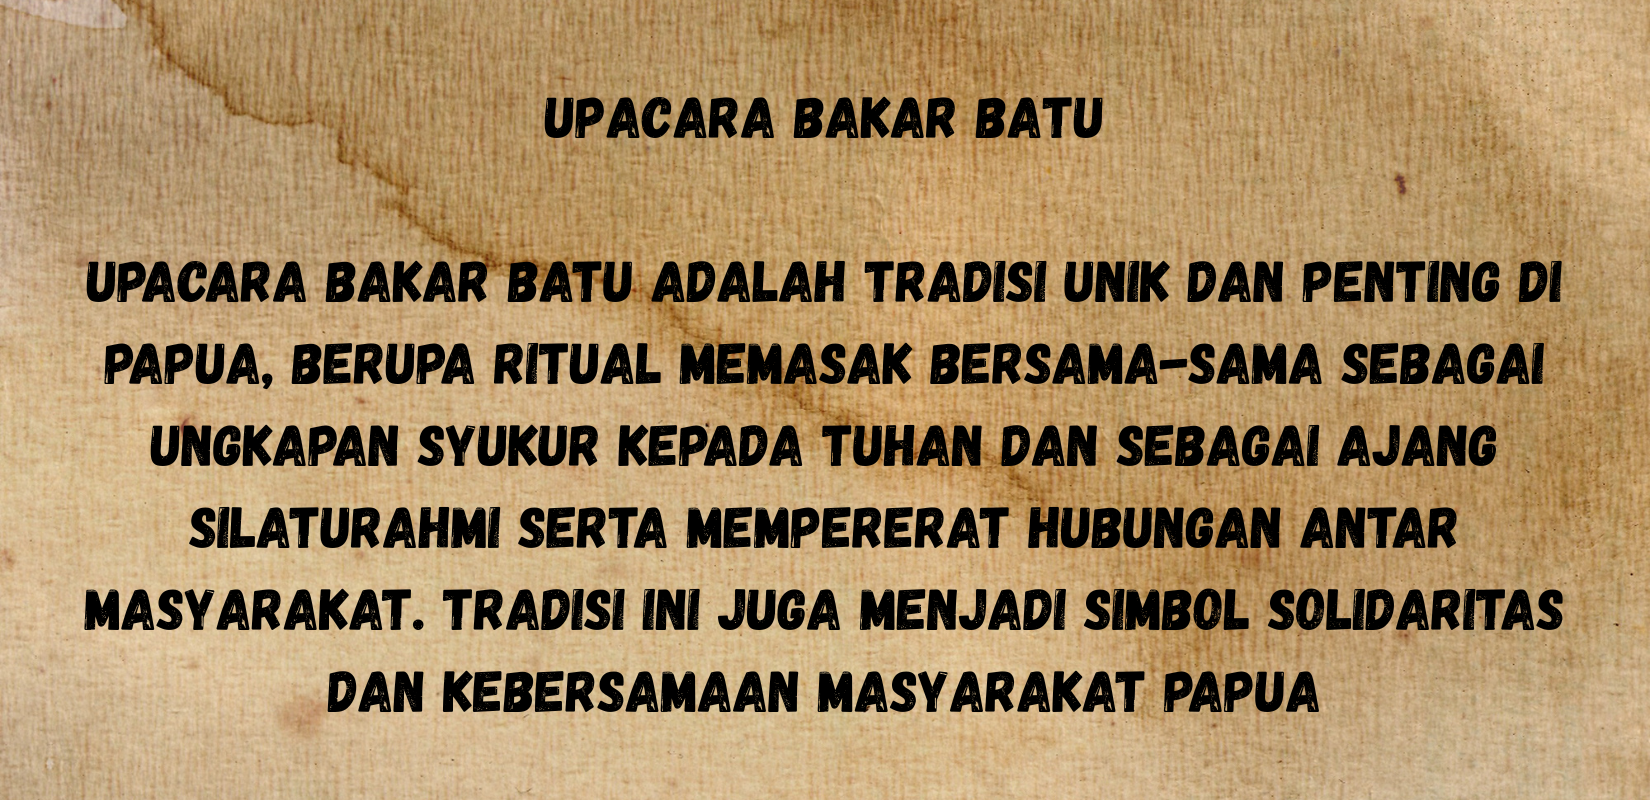 UPACARA BAKAR BATU
UPACARA BAKAR BATU ADALAH TRADISI UNIK DAN PENTING DI
PAPUA, BERUPA RITUAL MEMASAK BERSAMA-SAMA SEBAGAI
UNGKAPAN SYUKUR KEPADA TUHAN DAN SEBAGAI AJANG
SILATURAHMI SERTA MEMPERERAT HUBUNGAN ANTAR
MASYARAKAT. TRADISI INI JUGA MENJADI SIMBOL SOLIDARITAS
DAN KEBERSAMAAN MASYARAKAT PAPUA